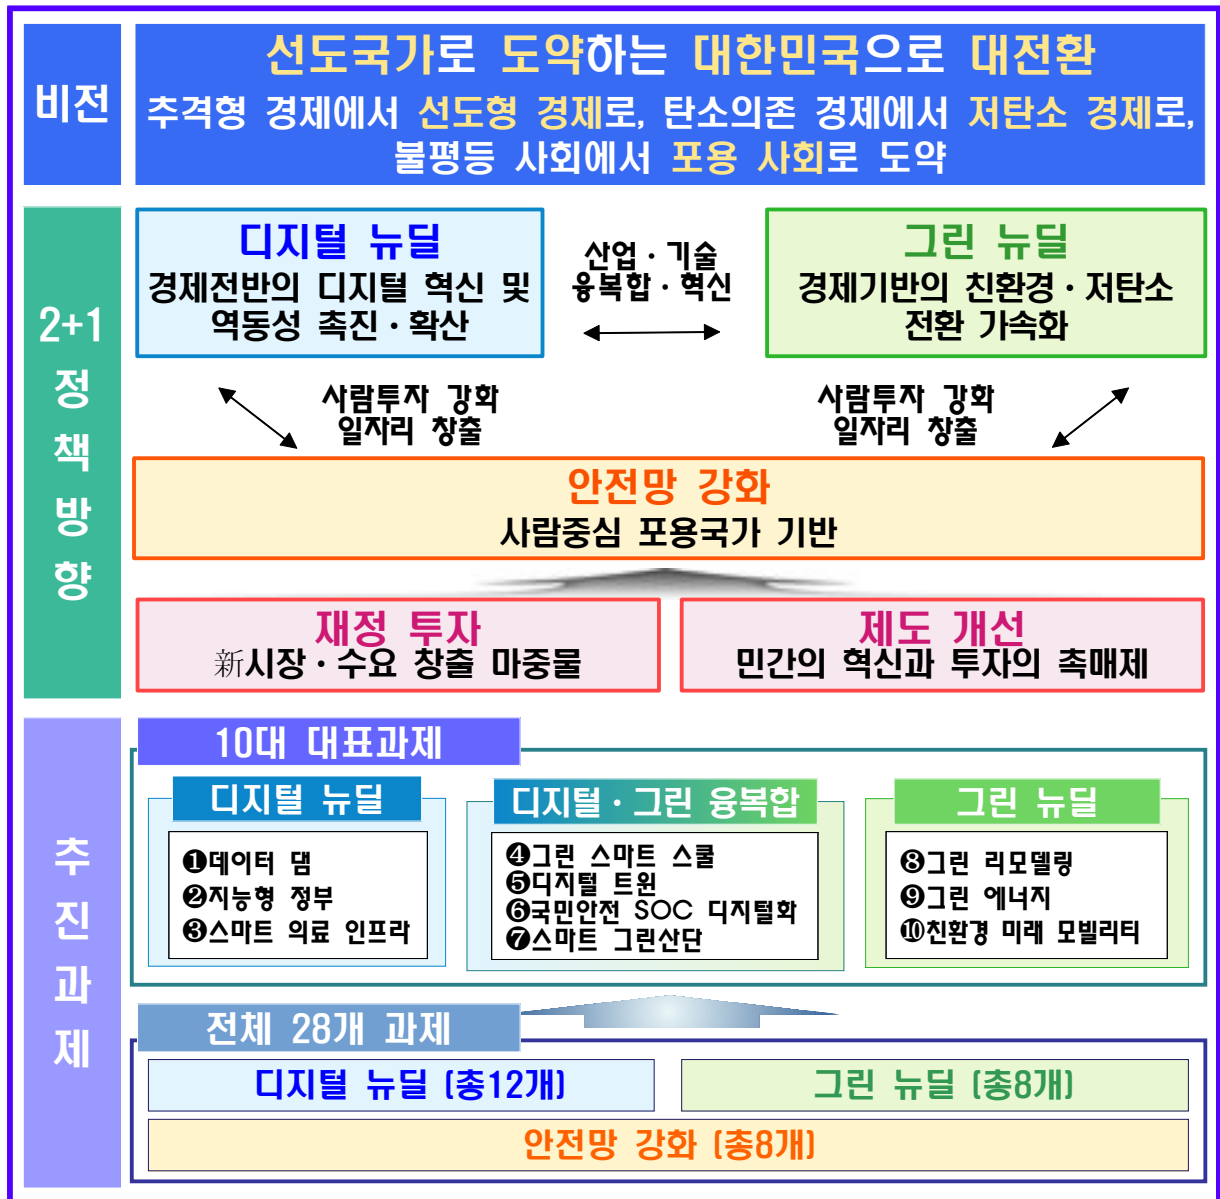 비전
선도국가로 도약하는 대한민국으로 대전환
추격형 경제에서 선도형 경제로, 탄소의존 경제에서 저탄소 경제로,
불평등 사회에서 포용 사회로 도약
2+1
정
책
방
향
디지털 뉴딜
경제전반의 디지털 혁신 및
역동성 촉진·확산
산업·기술
융복합·혁신
그린 뉴딜
경제기반의 친환경·저탄소
전환 가속화
사람투자 강화
일자리 창출
사람투자 강화
일자리 창출
안전망 강화
사람중심 포용국가 기반
재정 투자
新시장·수요 창출 마중물
제도 개선
민간의 혁신과 투자의 촉매제
추
진
과
제
10대 대표과제
디지털 뉴딜
❶데이터 댐
❷지능형 정부
❸스마트 의료 인프라
디지털·그린 융복합
❹그린 스마트 스쿨
❺디지털 트윈
❻국민안전 SOC 디지털화
❼스마트 그린산단
그린 뉴딜
❽그린 리모델링
❾그린 에너지
❿친환경 미래 모빌리티
전체 28개 과제
디지털 뉴딜 (총12개)
그린 뉴딜 (총8개)
안전망 강화 (총8개)